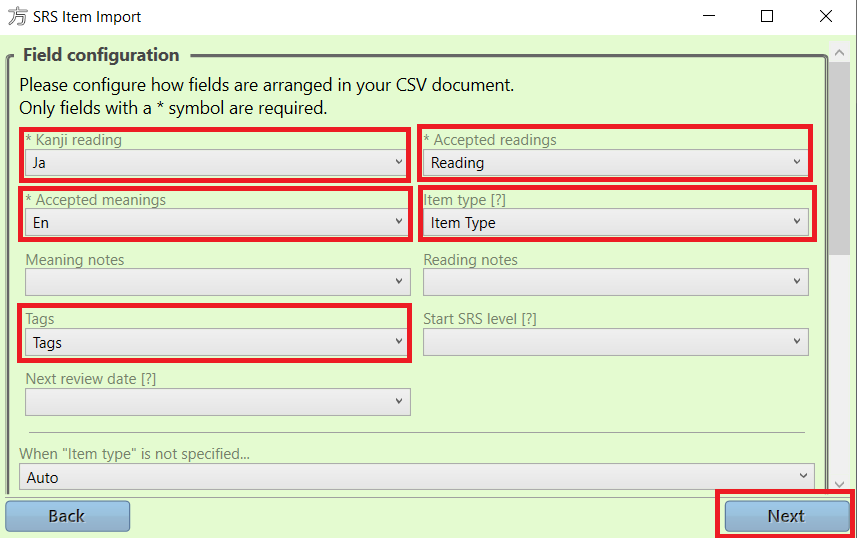 方 SRS Item Import
Field configuration
Please configure how fields are arranged in your CSV document.
Only fields with a * symbol are required.
* Kanji reading
Ja
* Accepted readings
Reading
* Accepted meanings
En
Item type [?]
Item Type
Meaning notes
Reading notes
Tags
Tags
Start SRS level [?]
Next review date [?]
When "Item type" is not specified...
Auto
Back
Next